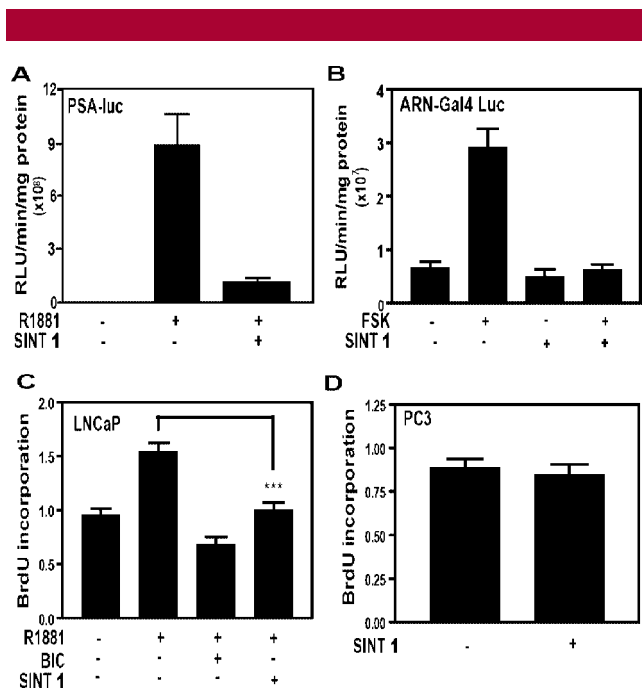 A
PSA-luc
RLU/min/mg protein
(x10⁸)
12
9
6
3
0
R1881 - + +
SINT 1 - - +
B
ARN-Gal4 Luc
RLU/min/mg protein
(x10⁷)
4
3
2
1
0
FSK - + - +
SINT 1 - - + +
C
LNCaP
BrdU incorporation
2.0
1.5
1.0
0.5
0.0
***
R1881 - + + +
BIC - - + -
SINT 1 - - - +
D
PC3
BrdU incorporation
1.25
1.00
0.75
0.50
0.25
0.00
SINT 1 - +